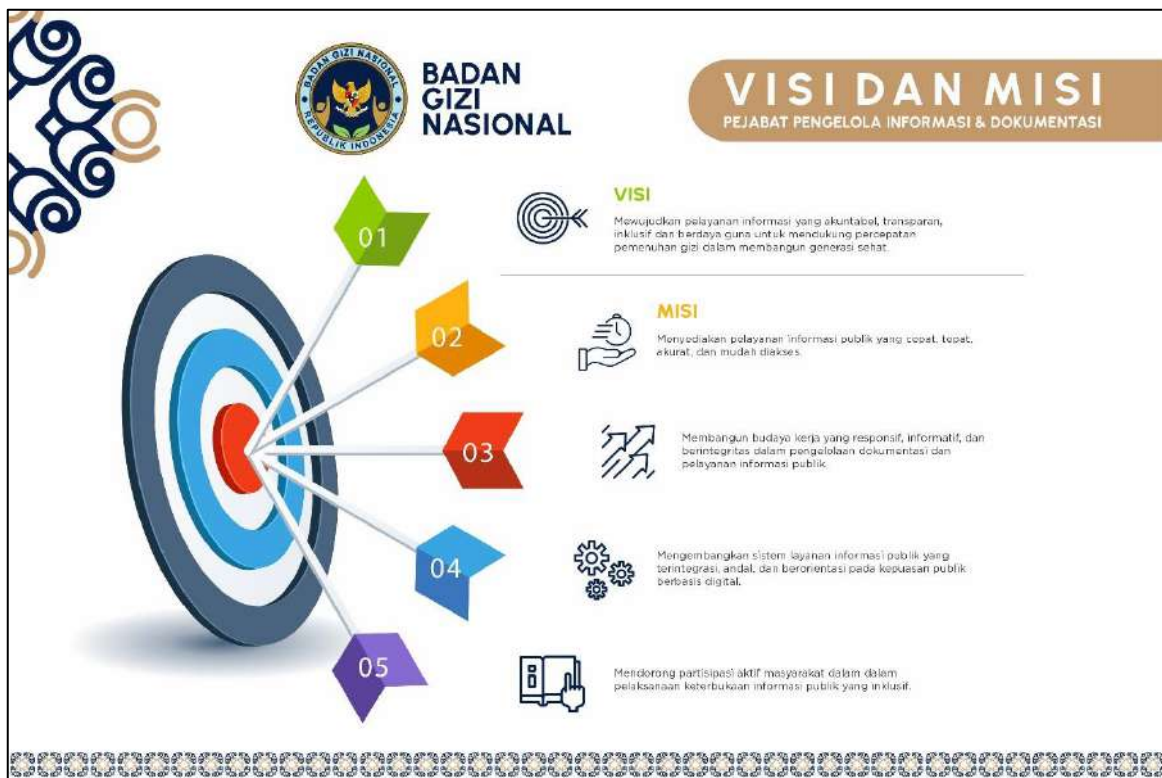 BADAN GIZI NASIONAL
REPUBLIK INDONESIA
BADAN
GIZI
NASIONAL
VISI DAN MISI
PEJABAT PENGELOLA INFORMASI & DOKUMENTASI
01
VISI
Mewujudkan pelayanan informasi yang akuntabel, transparan,
inklusif dan berdaya guna untuk mendukung percepatan
pemenuhan gizi dalam membangun generasi sehat.
02
MISI
Menyediakan pelayanan informasi publik yang cepat, tepat,
akurat, dan mudah diakses.
03
Membangun budaya kerja yang responsif, informatif, dan
berintegritas dalam pengelolaan dokumentasi dan
pelayanan informasi publik.
04
Mengembangkan sistem layanan informasi publik yang
terintegrasi, andal, dan berorientasi pada kepuasan publik
berbasis digital.
05
Mendorong partisipasi aktif masyarakat dalam dalam
pelaksanaan keterbukaan informasi publik yang inklusif.